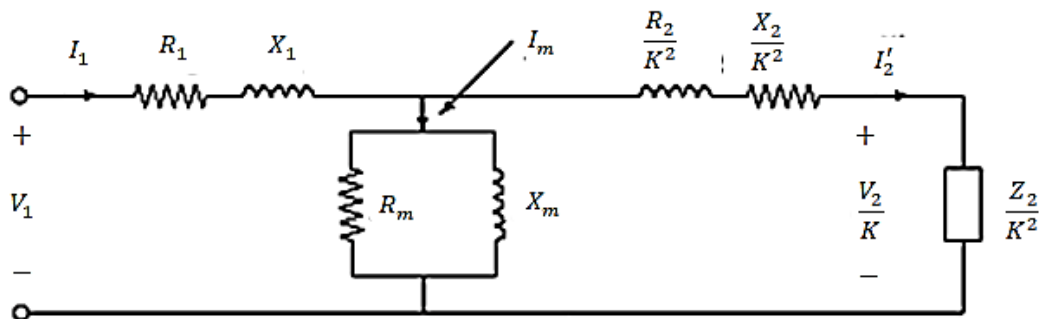 I₁ R₁ X₁ Iₘ R₂/K² X₂/K² I₂′
+ +
V₁ Rₘ Xₘ V₂/K Z₂/K²
− −